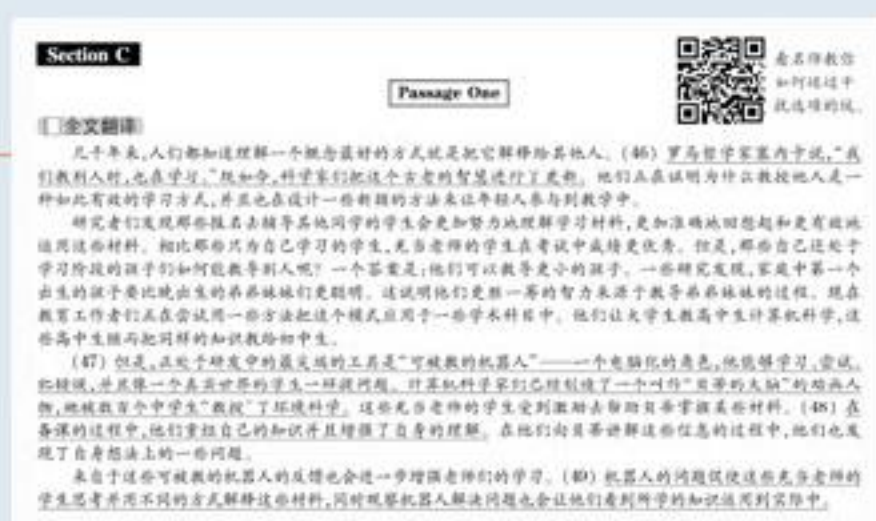 Section C
看名师教你
如何绕过干
扰选项的坑。
Passage One
全文翻译
几千年来,人们都知道理解一个概念最好的方式就是把它解释给其他人。(46) 罗马哲学家塞内卡说,“我
们教别人时,也在学习。”现如今,科学家们把这个古老的智慧进行了更新。他们正在证明为什么教授他人是一
种如此有效的学习方式,并且也在设计一些新颖的方法来让年轻人参与到教学中。
研究者们发现那些报名去辅导其他同学的学生会更加努力地理解学习材料,更加准确地回想起和更有效地
运用这些材料。相比那些只为自己学习的学生,充当老师的学生在考试中成绩更优秀。但是,那些自己还处于
学习阶段的孩子们如何能教导别人呢?一个答案是:他们可以教导更小的孩子。一些研究发现,家庭中第一个
出生的孩子要比晚出生的弟弟妹妹们更聪明。这说明他们更胜一筹的智力来源于教导弟弟妹妹的过程。现在
教育工作者们正在尝试用一些方法把这个模式应用于一些学术科目中。他们让大学生教高中生计算机科学,这
些高中生继而把同样的知识教给初中生。
(47) 但是,正处于研发中的最尖端的工具是“可被教的机器人”——一个电脑化的角色,他能够学习、尝试、
犯错误,并且像一个真实世界的学生一样提问题。计算机科学家们已经创造了一个叫作“贝蒂的大脑”的动画人
物,她被数百个中学生“教授”了环境科学。这些充当老师的学生受到激励去帮助贝蒂掌握某些材料。(48) 在
备课的过程中,他们重组自己的知识并且增强了自身的理解。在他们向贝蒂讲解这些信息的过程中,他们也发
现了自身想法上的一些问题。
来自于这些可被教的机器人的反馈也会进一步增强老师们的学习。(49) 机器人的问题促使这些充当老师的
学生思考并用不同的方式解释这些材料,同时观察机器人解决问题也会让他们看到所学的知识运用到实际中。